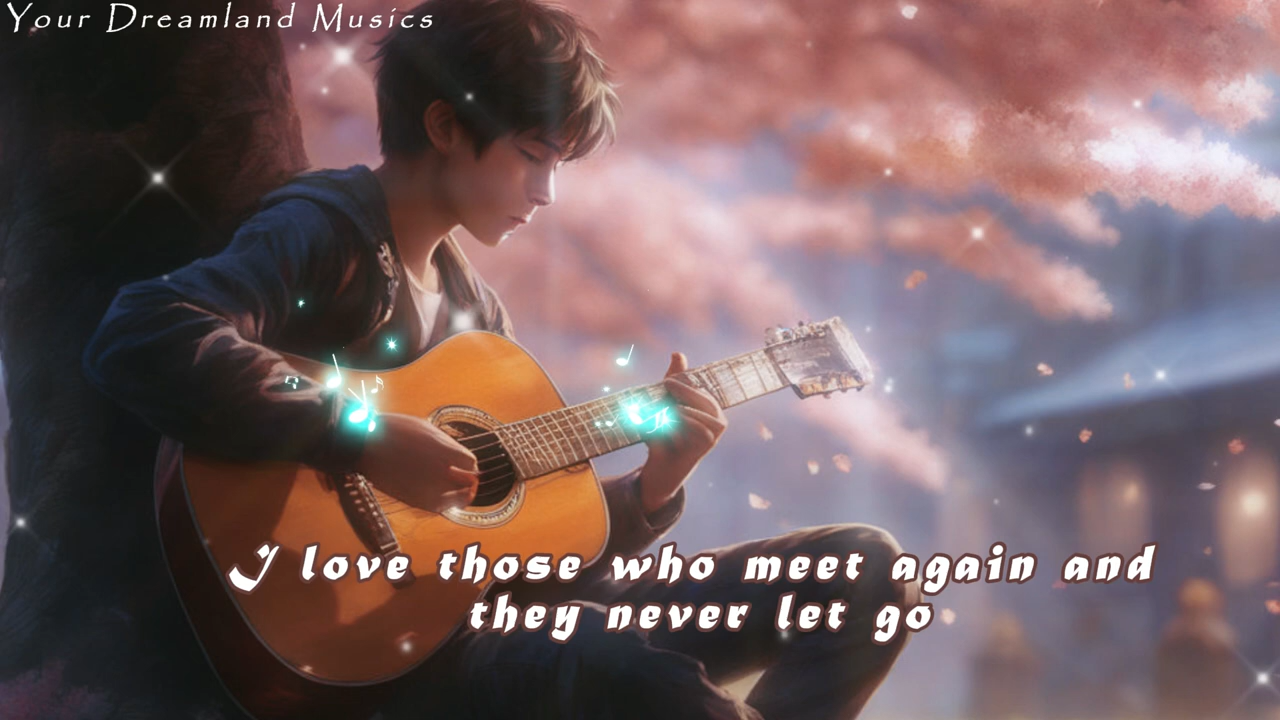 Your Dreamland Musics
I love those who meet again and
they never let go